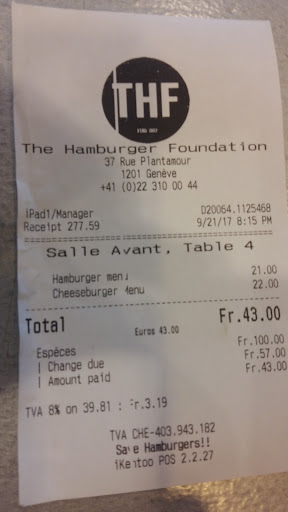 THF
The Hamburger Foundation
37 Rue Plantamour
1201 Genève
+41 (0)22 310 00 44
iPad1/Manager D20064.1125468
Receipt 277.59 9/21/17 8:15 PM
Salle Avant, Table 4
Hamburger menu 21.00
Cheeseburger Menu 22.00
Total Euros 43.00 Fr.43.00
Espèces Fr.100.00
| Change due Fr.57.00
| Amount paid Fr.43.00
TVA 8% on 39.81 : Fr.3.19
TVA CHE-403.943.182
Save Hamburgers!!
iKentoo POS 2.2.27